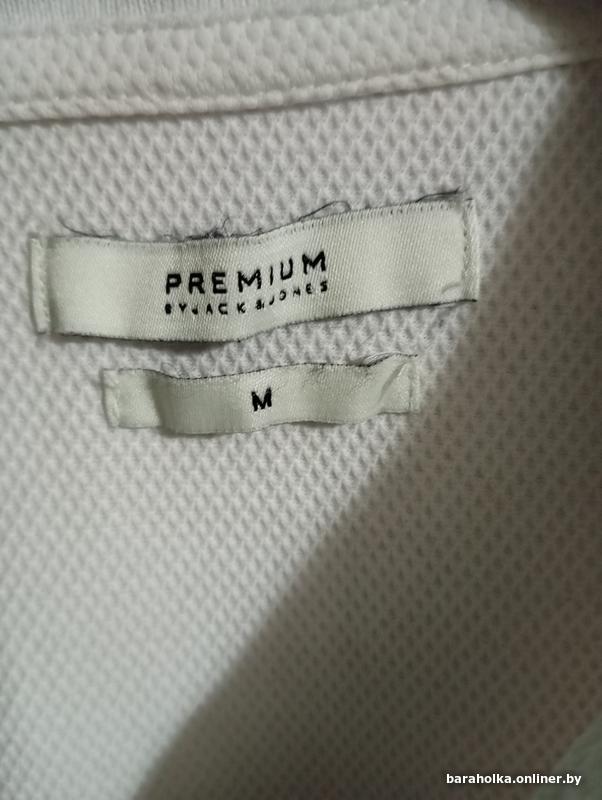 PREMIUM
BY JACK & JONES
M
baraholka.onliner.by